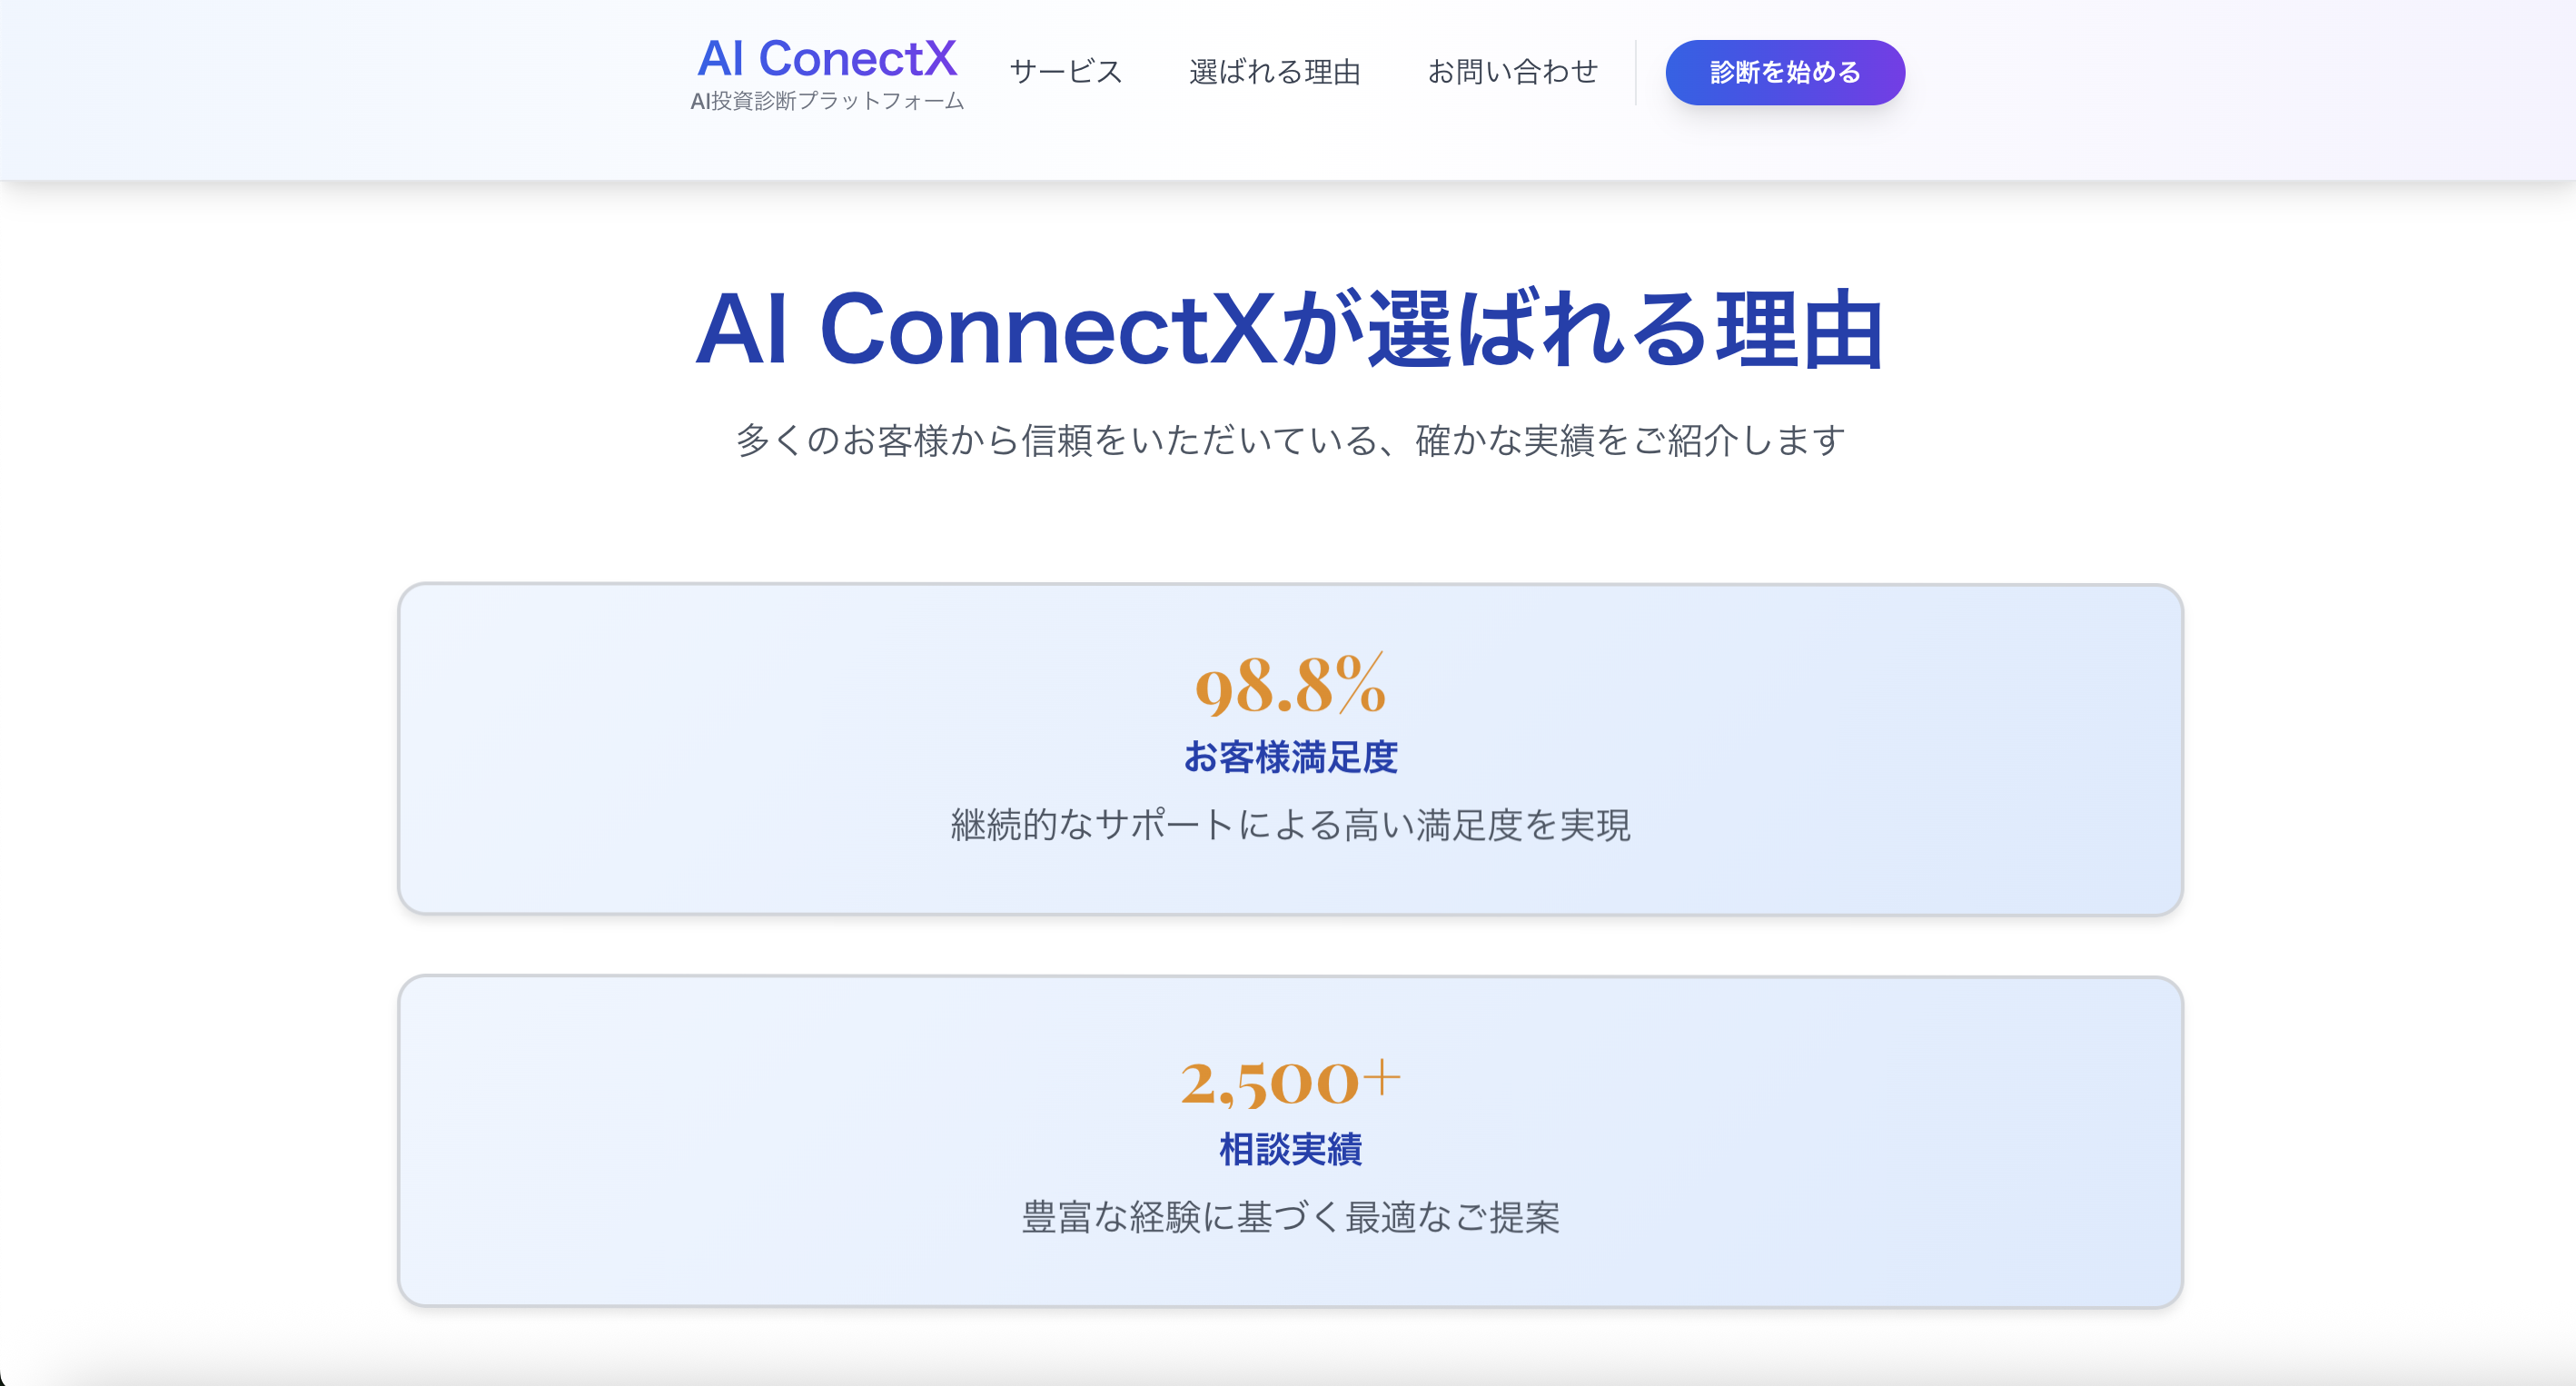 AI ConectX
AI投資診断プラットフォーム
サービス
選ばれる理由
お問い合わせ
診断を始める
AI ConnectXが選ばれる理由
多くのお客様から信頼をいただいている、確かな実績をご紹介します
98.8%
お客様満足度
継続的なサポートによる高い満足度を実現
2,500+
相談実績
豊富な経験に基づく最適なご提案